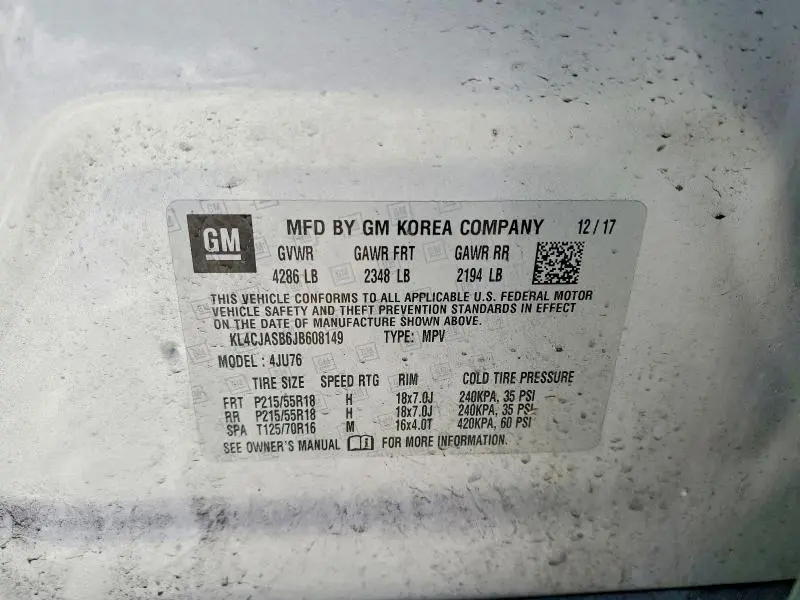 GM MFD BY GM KOREA COMPANY 12/17
GVWR GAWR FRT GAWR RR
4286 LB 2348 LB 2194 LB
THIS VEHICLE CONFORMS TO ALL APPLICABLE U.S. FEDERAL MOTOR
VEHICLE SAFETY AND THEFT PREVENTION STANDARDS IN EFFECT
ON THE DATE OF MANUFACTURE SHOWN ABOVE.
KL4CJASB6JB608149 TYPE: MPV
MODEL : 4JU76
TIRE SIZE SPEED RTG RIM COLD TIRE PRESSURE
FRT P215/55R18 H 18x7.0J 240KPA, 35 PSI
RR P215/55R18 H 18x7.0J 240KPA, 35 PSI
SPA T125/70R16 M 16x4.0T 420KPA, 60 PSI
SEE OWNER'S MANUAL FOR MORE INFORMATION.